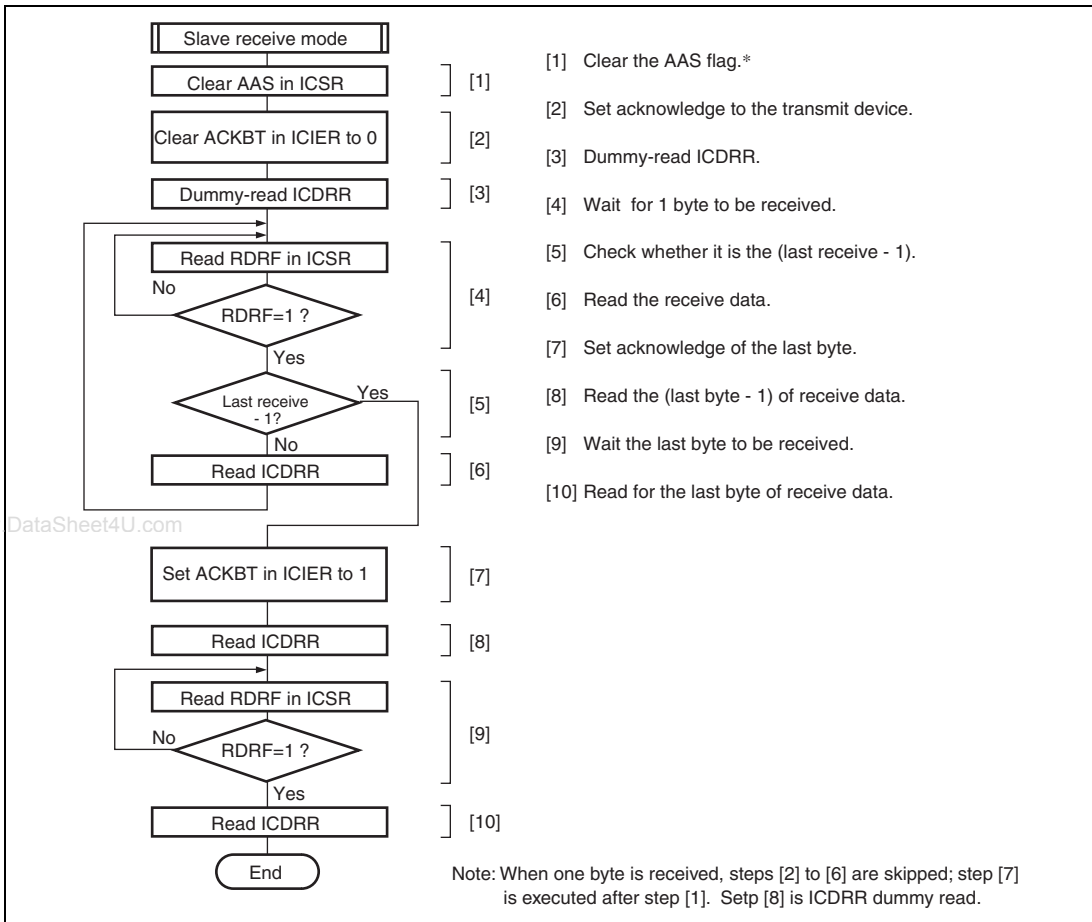 Slave receive mode
Clear AAS in ICSR
[1]
Clear ACKBT in ICIER to 0
[2]
Dummy-read ICDRR
[3]
Read RDRF in ICSR
No
RDRF=1 ?
[4]
Yes
Last receive
- 1?
Yes
[5]
No
Read ICDRR
[6]
DataSheet4U.com
Set ACKBT in ICIER to 1
[7]
Read ICDRR
[8]
Read RDRF in ICSR
No
RDRF=1 ?
[9]
Yes
Read ICDRR
[10]
End
[1] Clear the AAS flag.*
[2] Set acknowledge to the transmit device.
[3] Dummy-read ICDRR.
[4] Wait for 1 byte to be received.
[5] Check whether it is the (last receive - 1).
[6] Read the receive data.
[7] Set acknowledge of the last byte.
[8] Read the (last byte - 1) of receive data.
[9] Wait the last byte to be received.
[10] Read for the last byte of receive data.
Note: When one byte is received, steps [2] to [6] are skipped; step [7]
is executed after step [1]. Setp [8] is ICDRR dummy read.